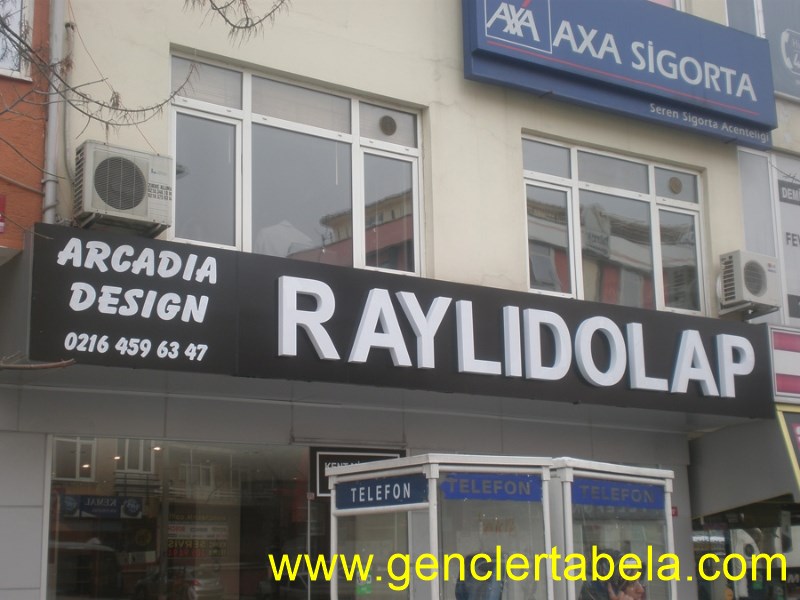 AXA
AXA SİGORTA
Seren Sigorta Acenteliği
ARCADIA
DESIGN
0216 459 63 47
RAYLIDOLAP
TELEFON
TELEFON
TELEFON
www.genclertabela.com